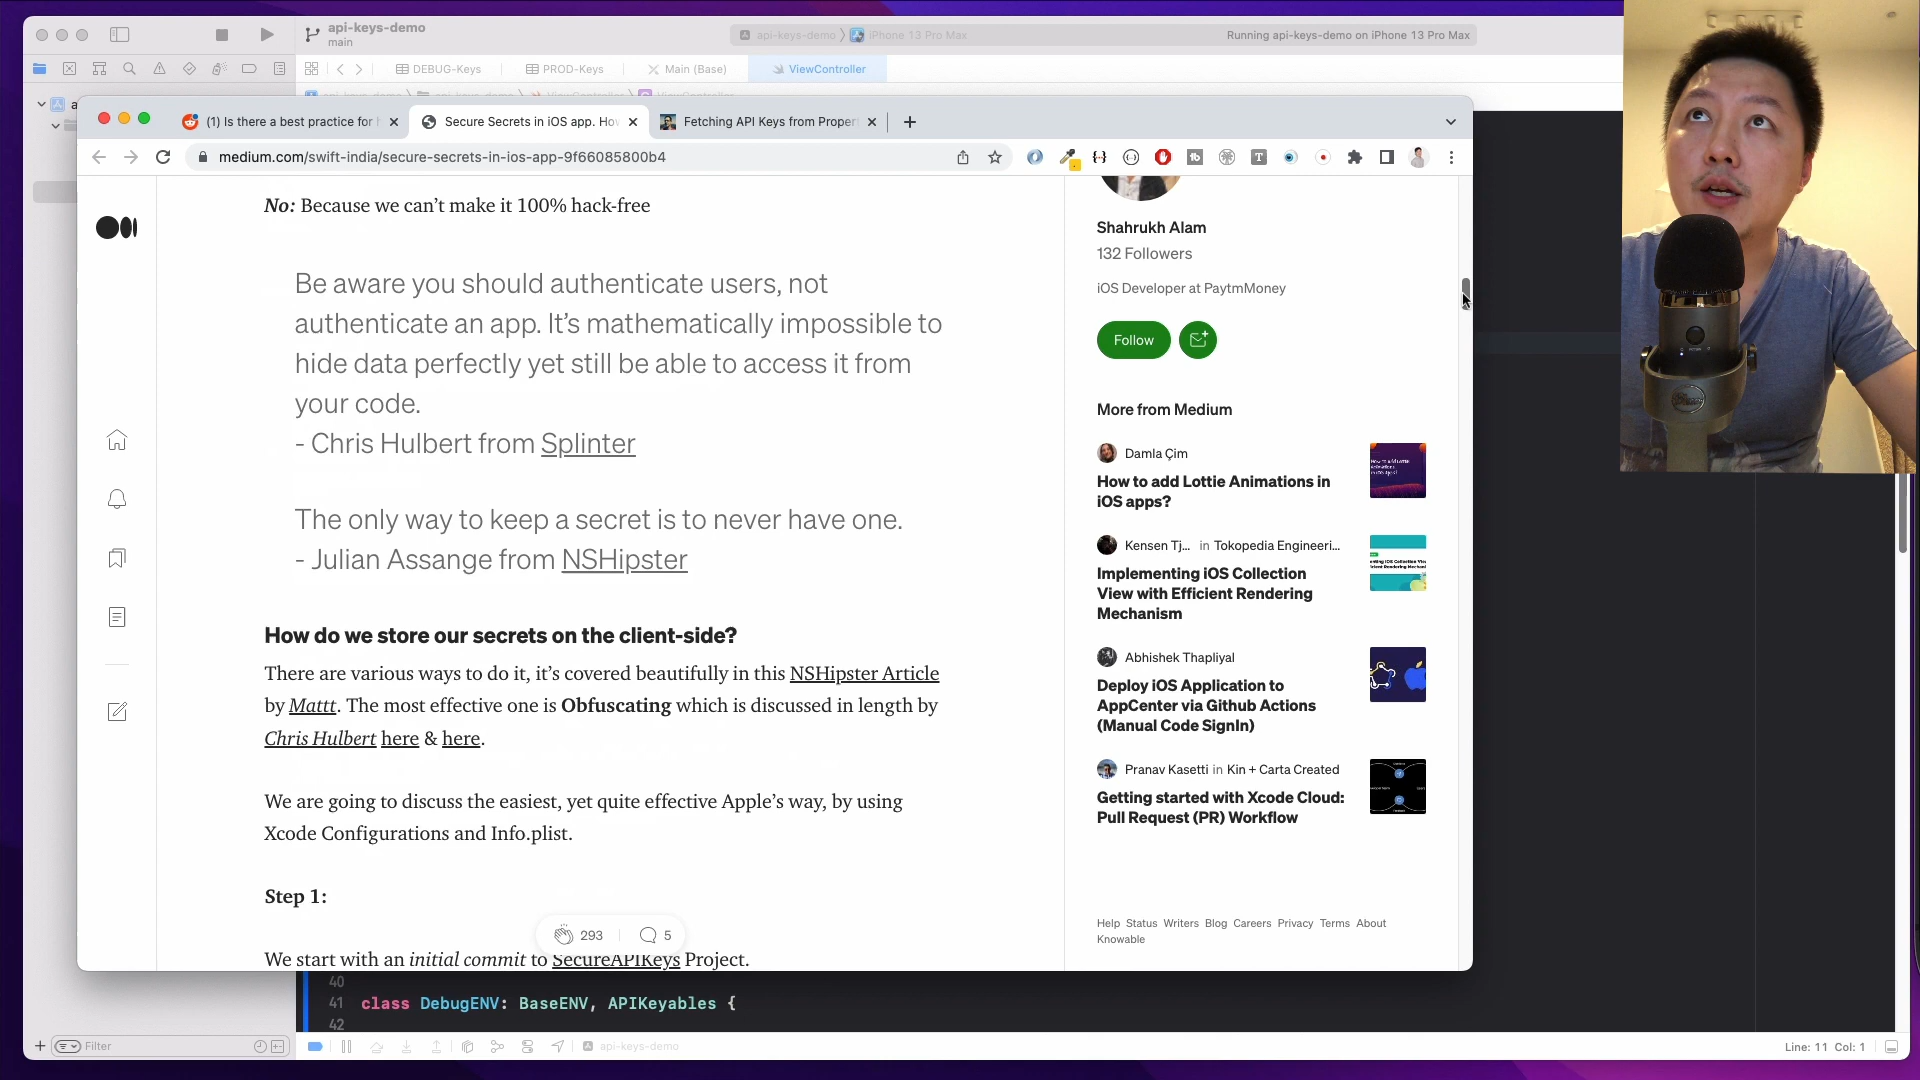 api-keys-demo
main
api-keys-demo
iPhone 13 Pro Max
Running api-keys-demo on iPhone 13 Pro Max
DEBUG-Keys
PROD-Keys
Main (Base)
ViewController
(1) Is there a best practice for
Secure Secrets in iOS app. Ho
Fetching API Keys from Proper
medium.com/swift-india/secure-secrets-in-ios-app-9f66085800b4
No: Because we can’t make it 100% hack-free
Be aware you should authenticate users, not
authenticate an app. It’s mathematically impossible to
hide data perfectly yet still be able to access it from
your code.
- Chris Hulbert from Splinter
The only way to keep a secret is to never have one.
- Julian Assange from NSHipster
How do we store our secrets on the client-side?
There are various ways to do it, it’s covered beautifully in this NSHipster Article
by Mattt. The most effective one is Obfuscating which is discussed in length by
Chris Hulbert here & here.
We are going to discuss the easiest, yet quite effective Apple’s way, by using
Xcode Configurations and Info.plist.
Step 1:
293
5
We start with an initial commit to SecureAPIKeys Project.
Shahrukh Alam
132 Followers
iOS Developer at PaytmMoney
Follow
More from Medium
Damla Çim
How to add Lottie Animations in
iOS apps?
Kensen Tj... in Tokopedia Engineeri...
Implementing iOS Collection
View with Efficient Rendering
Mechanism
Abhishek Thapliyal
Deploy iOS Application to
AppCenter via Github Actions
(Manual Code SignIn)
Pranav Kasetti in Kin + Carta Created
Getting started with Xcode Cloud:
Pull Request (PR) Workflow
Help Status Writers Blog Careers Privacy Terms About
Knowable
40
41 class DebugENV: BaseENV, APIKeyables {
42
Filter
api-keys-demo
Line: 11 Col: 1